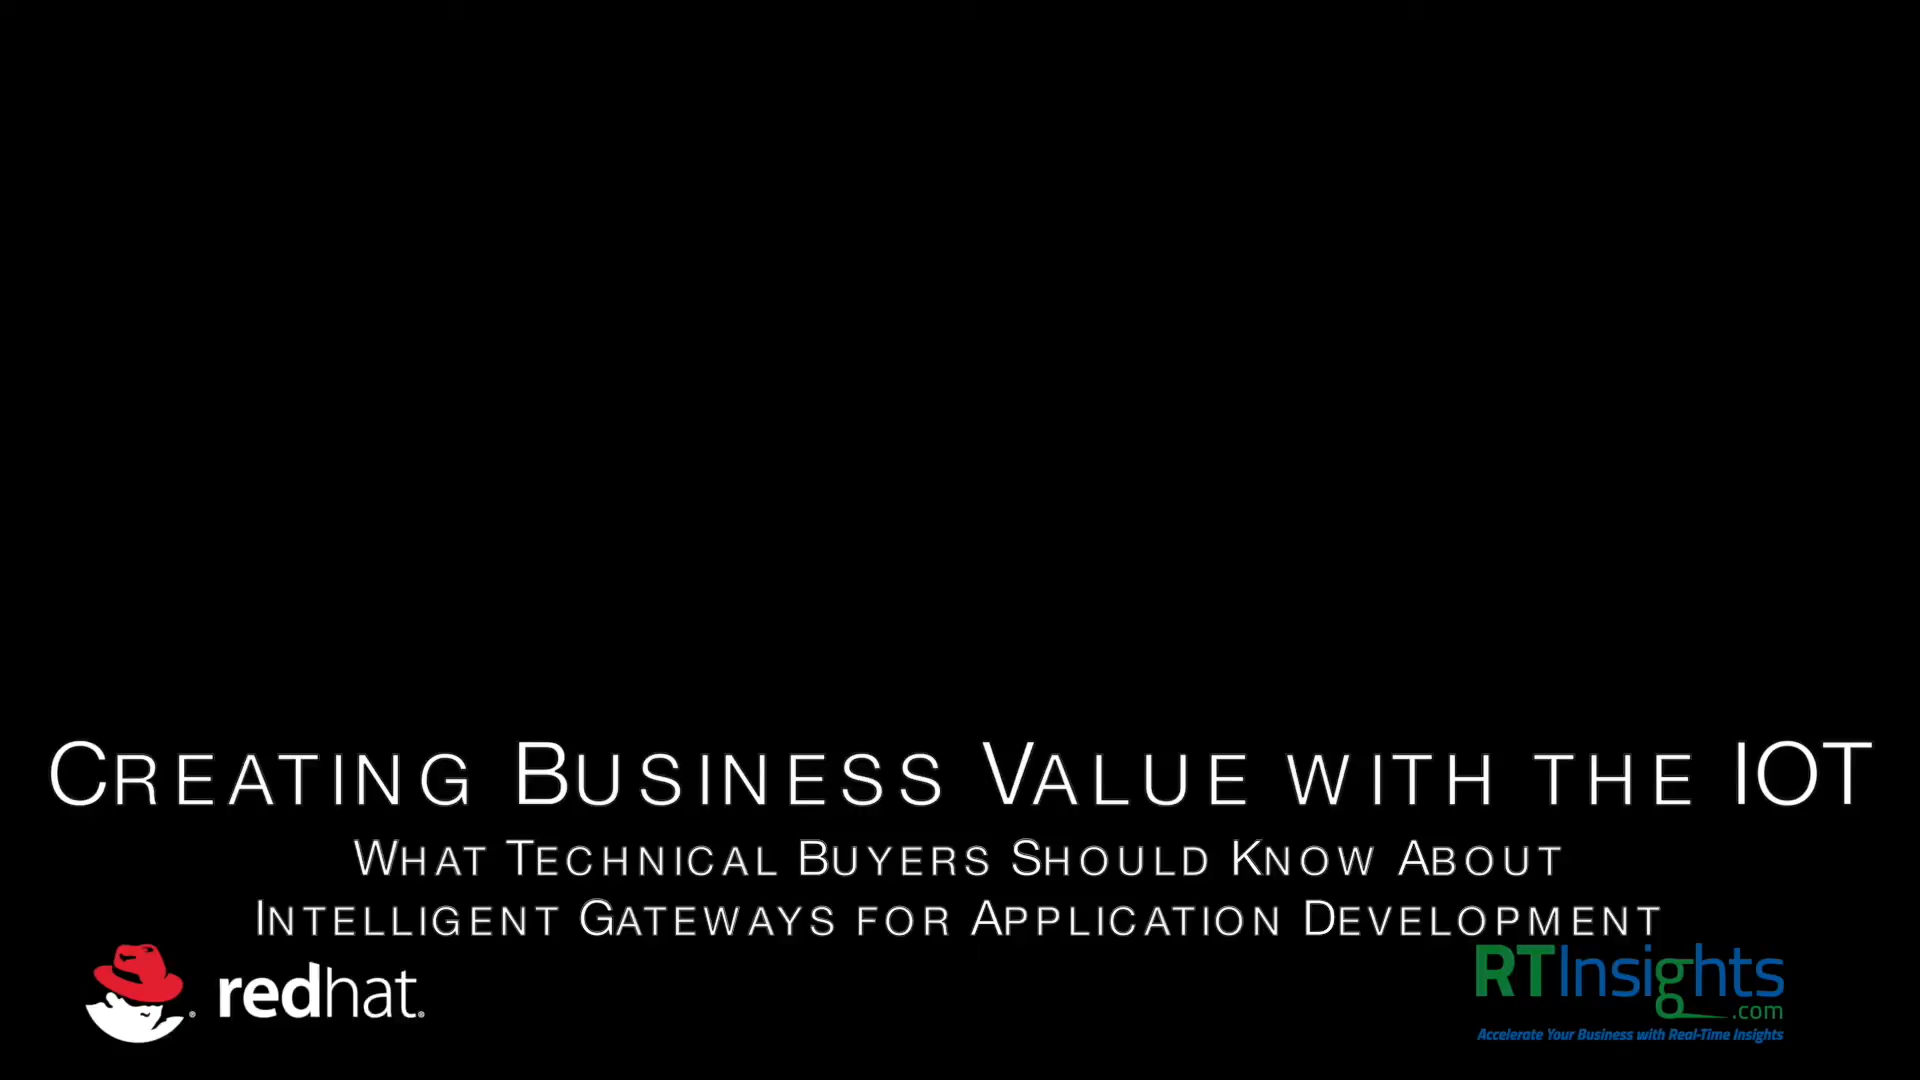 CREATING BUSINESS VALUE WITH THE IOT
WHAT TECHNICAL BUYERS SHOULD KNOW ABOUT
INTELLIGENT GATEWAYS FOR APPLICATION DEVELOPMENT
redhat®
RTInsights
.com
Accelerate Your Business with Real-Time Insights